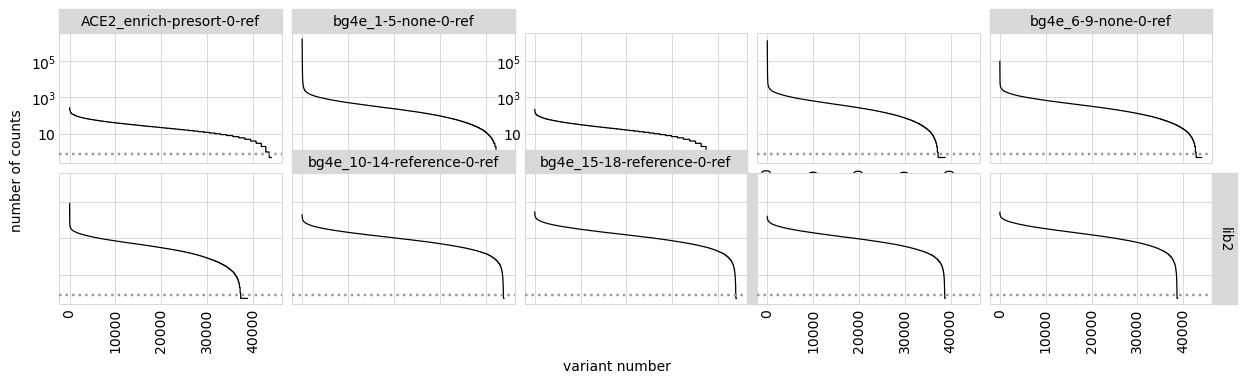 ACE2_enrich-presort-0-ref
bg4e_1-5-none-0-ref
bg4e_6-9-none-0-ref
10^5
10^3
10
10^5
10^3
10
number of counts
bg4e_10-14-reference-0-ref
bg4e_15-18-reference-0-ref
lib2
0 10000 20000 30000 40000
0 10000 20000 30000 40000
0 10000 20000 30000 40000
variant number